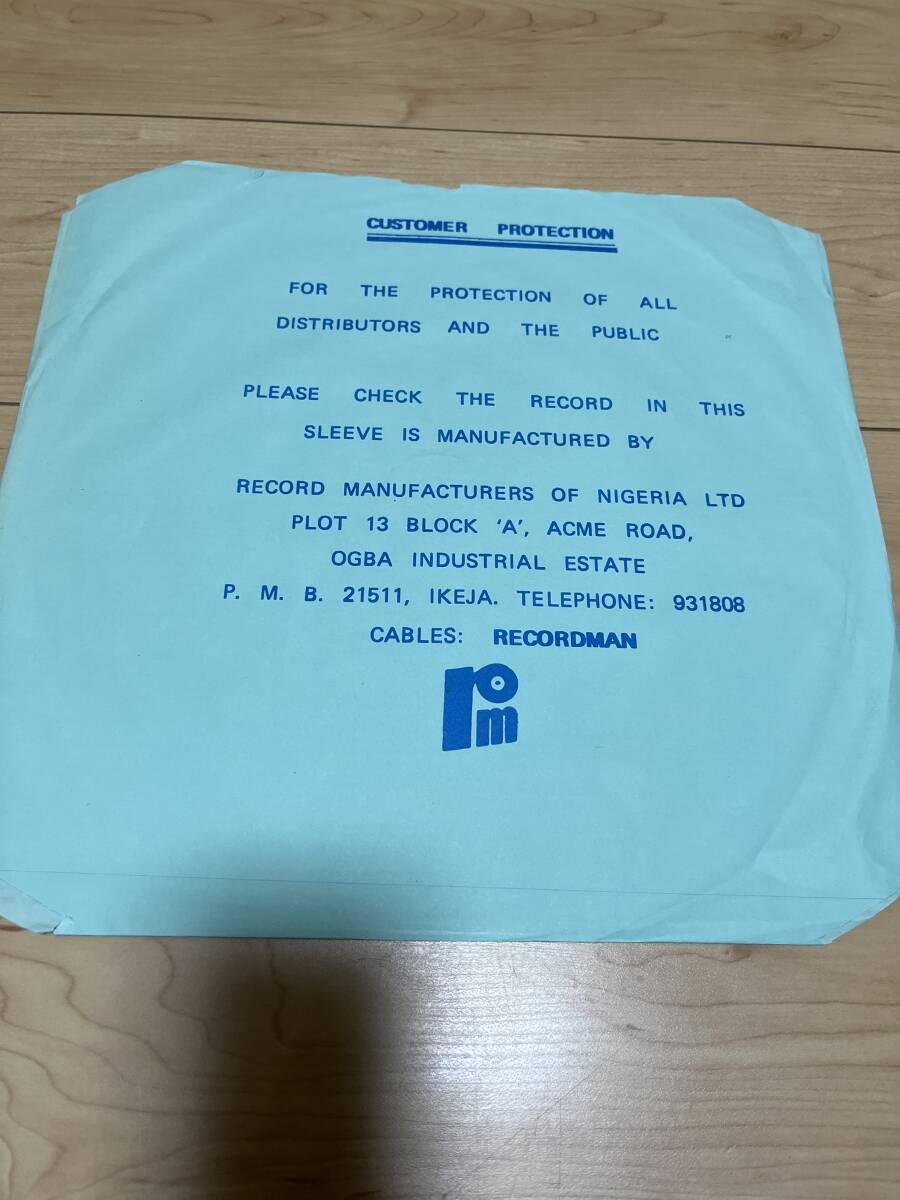 CUSTOMER PROTECTION
FOR THE PROTECTION OF ALL
DISTRIBUTORS AND THE PUBLIC
PLEASE CHECK THE RECORD IN THIS
SLEEVE IS MANUFACTURED BY
RECORD MANUFACTURERS OF NIGERIA LTD
PLOT 13 BLOCK ‘A’, ACME ROAD,
OGBA INDUSTRIAL ESTATE
P. M. B. 21511, IKEJA. TELEPHONE: 931808
CABLES: RECORDMAN
rom